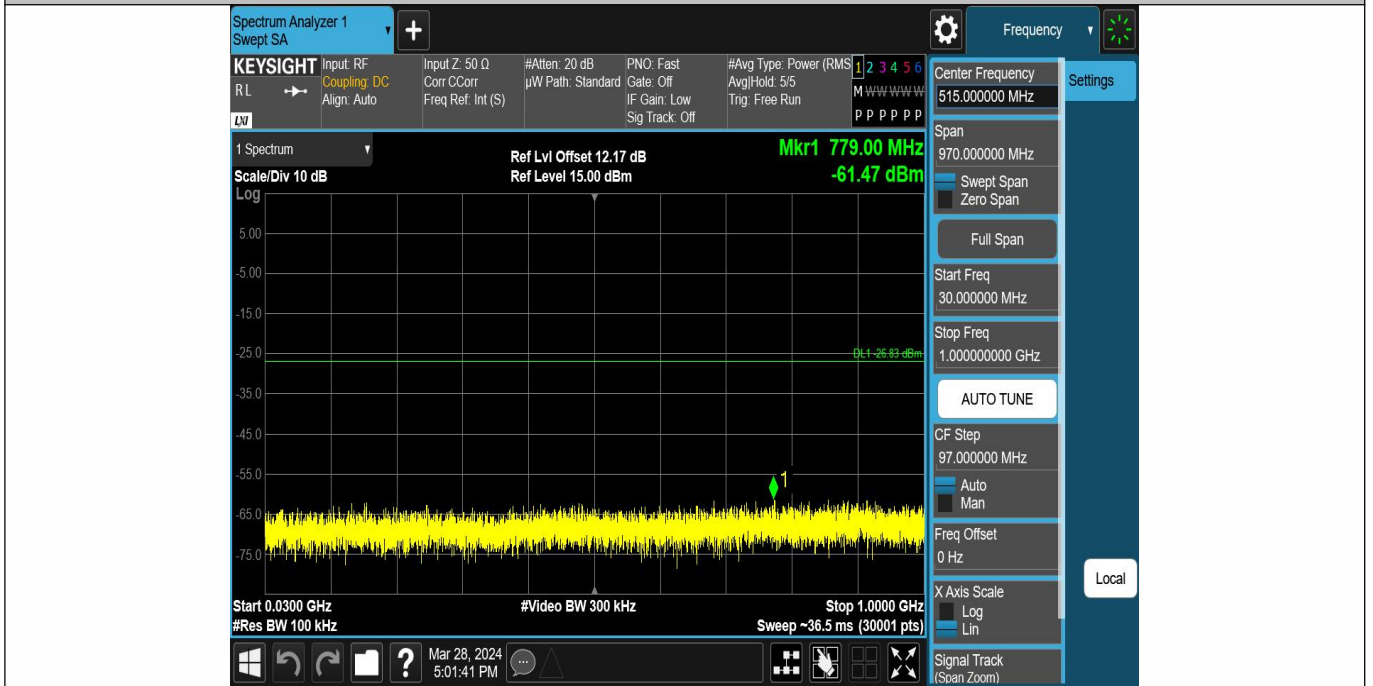 Spectrum Analyzer 1
Swept SA
+
Frequency
KEYSIGHT
RL
LXI
Input: RF
Coupling: DC
Align: Auto
Input Z: 50 Ω
Corr CCorr
Freq Ref: Int (S)
#Atten: 20 dB
µW Path: Standard
PNO: Fast
Gate: Off
IF Gain: Low
Sig Track: Off
#Avg Type: Power (RMS
Avg|Hold: 5/5
Trig: Free Run
1 2 3 4 5 6
M W W W W W
P P P P P P
Center Frequency
515.000000 MHz
Settings
1 Spectrum
Scale/Div 10 dB
Ref Lvl Offset 12.17 dB
Ref Level 15.00 dBm
Mkr1 779.00 MHz
-61.47 dBm
Log
5.00
-5.00
-15.0
-25.0
-35.0
-45.0
-55.0
-65.0
-75.0
DL1 -26.83 dBm
1
Start 0.0300 GHz
#Video BW 300 kHz
Stop 1.0000 GHz
#Res BW 100 kHz
Sweep ~36.5 ms (30001 pts)
Span
970.000000 MHz
Swept Span
Zero Span
Full Span
Start Freq
30.000000 MHz
Stop Freq
1.000000000 GHz
AUTO TUNE
CF Step
97.000000 MHz
Auto
Man
Freq Offset
0 Hz
X Axis Scale
Log
Lin
Signal Track
(Span Zoom)
Local
?
Mar 28, 2024
5:01:41 PM